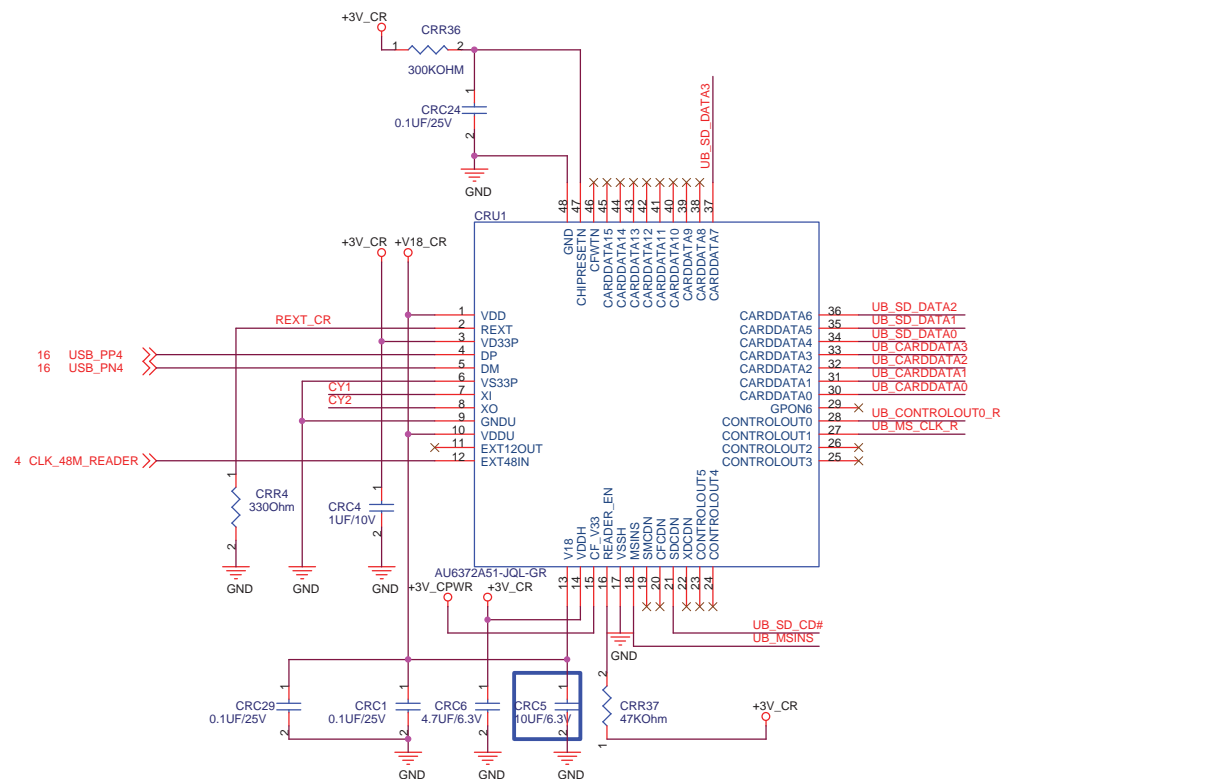 +3V_CR
CRR36
1
2
300KOHM
1
CRC24
0.1UF/25V
2
GND
UB_SD_DATA3
CRU1
48
47
46
45
44
43
42
41
40
39
38
37
GND
CHIPRESETN
CFWTN
CARDDATA15
CARDDATA14
CARDDATA13
CARDDATA12
CARDDATA11
CARDDATA10
CARDDATA9
CARDDATA8
CARDDATA7
+3V_CR
+V18_CR
REXT_CR
16 USB_PP4
16 USB_PN4
CY1
CY2
4 CLK_48M_READER
1 VDD
2 REXT
3 VD33P
4 DP
5 DM
6 VS33P
7 XI
8 XO
9 GNDU
10 VDDU
11 EXT12OUT
12 EXT48IN
CARDDATA6 36 UB_SD_DATA2
CARDDATA5 35 UB_SD_DATA1
CARDDATA4 34 UB_SD_DATA0
CARDDATA3 33 UB_CARDDATA3
CARDDATA2 32 UB_CARDDATA2
CARDDATA1 31 UB_CARDDATA1
CARDDATA0 30 UB_CARDDATA0
GPON6 29
CONTROLOUT0 28 UB_CONTROLOUT0_R
CONTROLOUT1 27 UB_MS_CLK_R
CONTROLOUT2 26
CONTROLOUT3 25
1
CRR4
330Ohm
2
GND
GND
1
CRC4
1UF/10V
2
GND
V18
VDDH
CF_V33
READER_EN
VSSH
MSINS
SMCDN
CFCDN
SDCDN
XDCDN
CONTROLOUT5
CONTROLOUT4
13
14
15
16
17
18
19
20
21
22
23
24
AU6372A51-JQL-GR
+3V_CPWR
+3V_CR
GND
UB_SD_CD#
UB_MSINS
1
CRC29
0.1UF/25V
2
1
CRC1
0.1UF/25V
2
GND
1
CRC6
4.7UF/6.3V
2
GND
1
CRC5
10UF/6.3V
2
GND
2
CRR37
47KOhm
1
+3V_CR